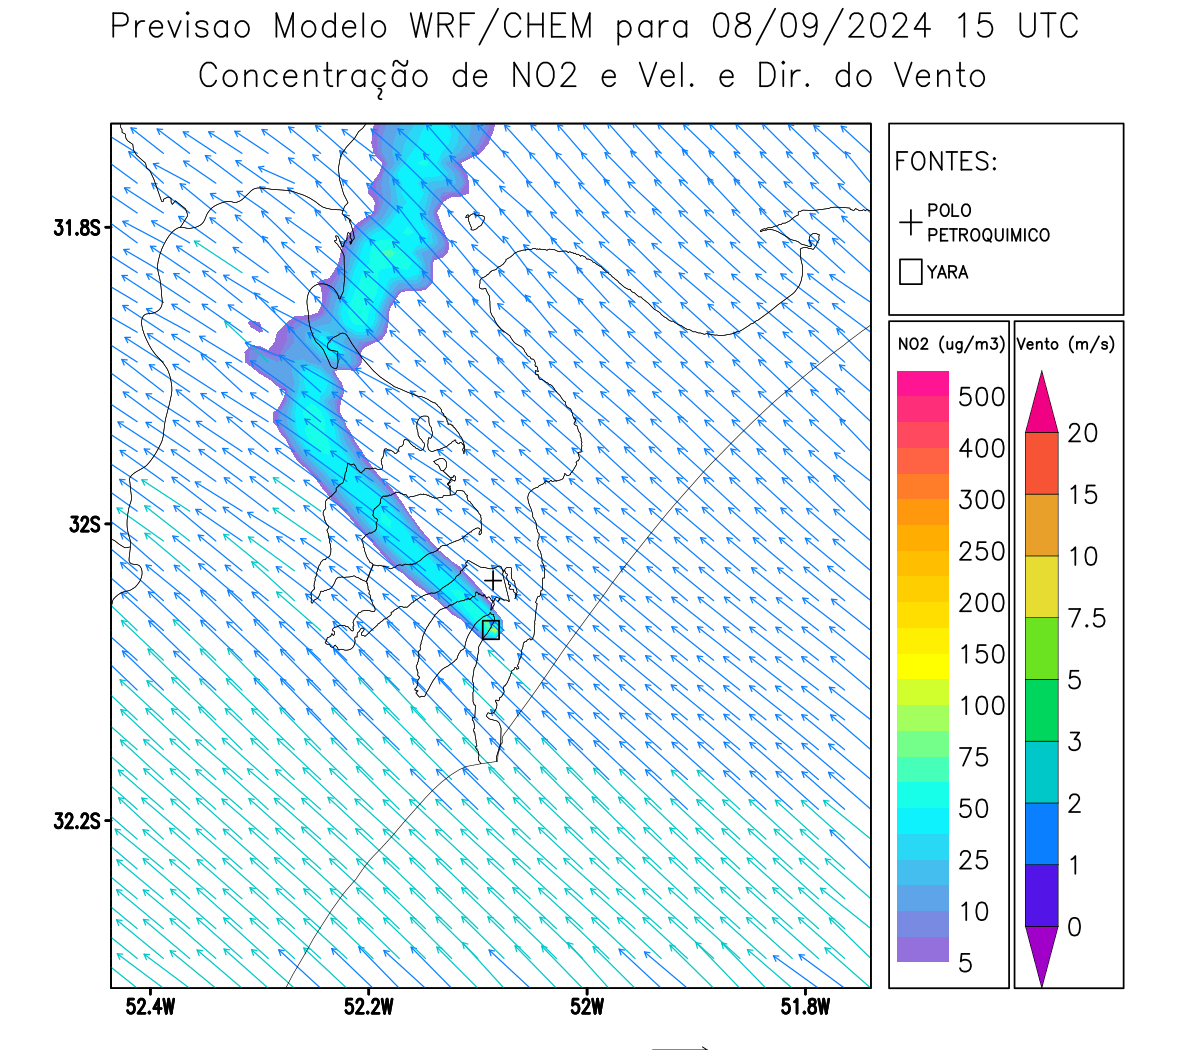 Previsao Modelo WRF/CHEM para 08/09/2024 15 UTC
Concentração de NO2 e Vel. e Dir. do Vento
FONTES:
POLO
PETROQUIMICO
YARA
NO2 (ug/m3)
500
400
300
250
200
150
100
75
50
25
10
5
Vento (m/s)
20
15
10
7.5
5
3
2
1
0
31.8S
32S
32.2S
52.4W
52.2W
52W
51.8W